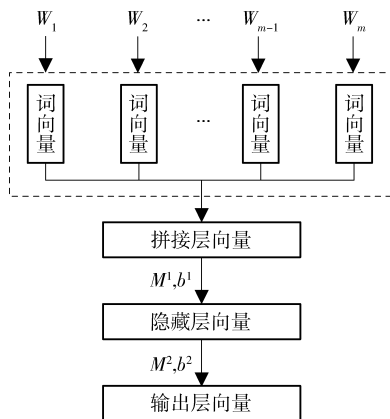 W₁ W₂ ... Wₘ₋₁ Wₘ
词向量 词向量 ... 词向量 词向量
拼接层向量
M¹,b¹
隐藏层向量
M²,b²
输出层向量